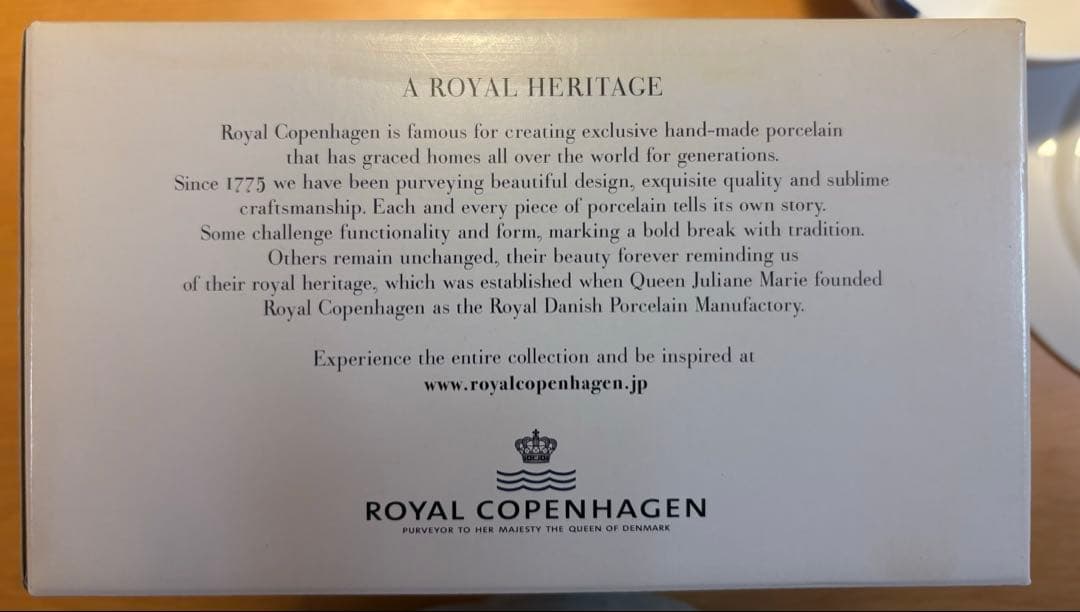 A ROYAL HERITAGE
Royal Copenhagen is famous for creating exclusive hand-made porcelain
that has graced homes all over the world for generations.
Since 1775 we have been purveying beautiful design, exquisite quality and sublime
craftsmanship. Each and every piece of porcelain tells its own story.
Some challenge functionality and form, marking a bold break with tradition.
Others remain unchanged, their beauty forever reminding us
of their royal heritage, which was established when Queen Juliane Marie founded
Royal Copenhagen as the Royal Danish Porcelain Manufactory.
Experience the entire collection and be inspired at
www.royalcopenhagen.jp
ROYAL COPENHAGEN
PURVEYOR TO HER MAJESTY THE QUEEN OF DENMARK